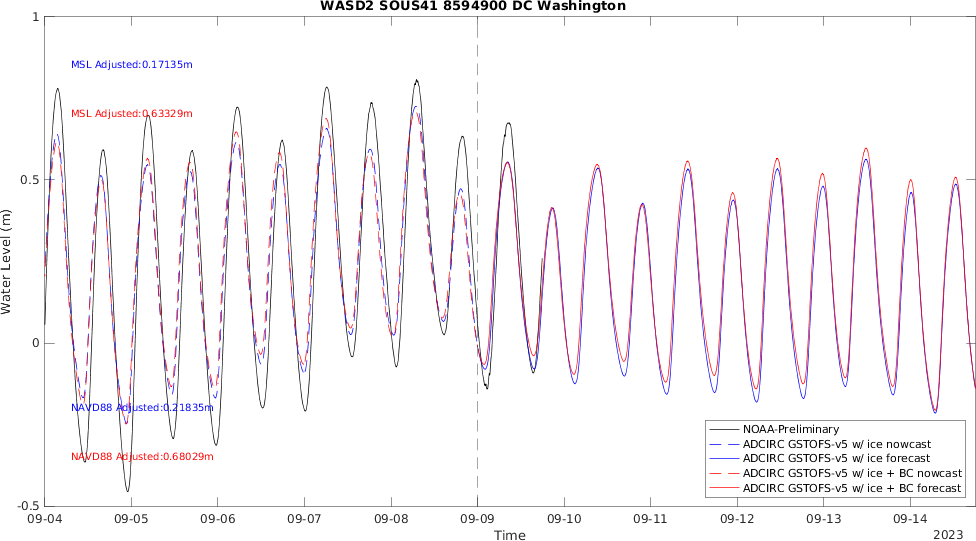 WASD2 SOUS41 8594900 DC Washington
1
MSL Adjusted:0.17135m
MSL Adjusted:0.63329m
0.5
Water Level (m)
0
NAVD88 Adjusted:0.21835m
NAVD88 Adjusted:0.68029m
NOAA-Preliminary
ADCIRC GSTOFS-v5 w/ ice nowcast
ADCIRC GSTOFS-v5 w/ ice forecast
ADCIRC GSTOFS-v5 w/ ice + BC nowcast
ADCIRC GSTOFS-v5 w/ ice + BC forecast
-0.5
09-04 09-05 09-06 09-07 09-08 09-09 09-10 09-11 09-12 09-13 09-14
Time
2023